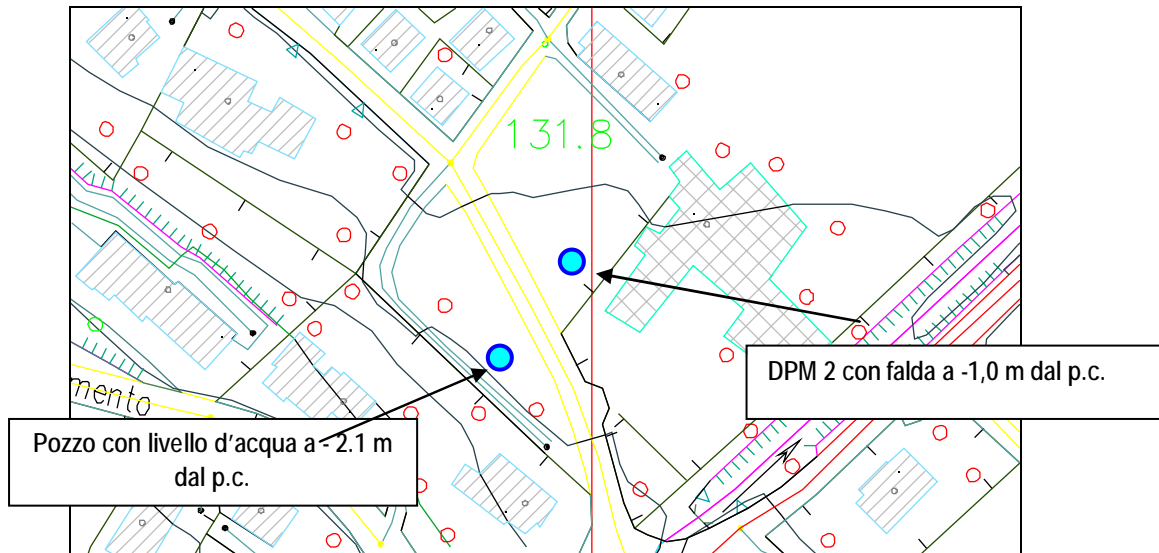 131.8
DPM 2 con falda a -1,0 m dal p.c.
mento
Pozzo con livello d'acqua a - 2.1 m
dal p.c.